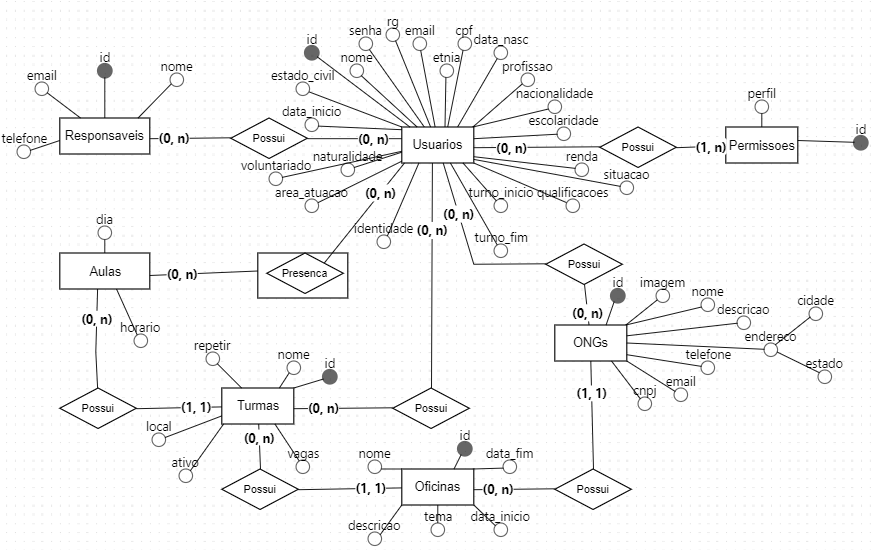 rg
senha
email
cpf
id
data_nasc
id
nome
nome
etnia
profissao
email
estado_civil
nacionalidade
perfil
data_inicio
escolaridade
telefone
Responsaveis
(0, n)
Possui
(0, n)
Usuarios
(0, n)
Possui
(1, n)
Permissoes
id
voluntariado
naturalidade
renda
situacao
area_atuacao
(0, n)
turno_inicio
qualificacoes
dia
identidade
(0, n)
(0, n)
turno_fim
Aulas
(0, n)
Presenca
Possui
id
imagem
nome
cidade
(0, n)
horario
(0, n)
descricao
endereco
ONGs
repetir
nome
id
telefone
estado
cnpj
email
Possui
(1, 1)
Turmas
(0, n)
Possui
(1, 1)
local
(0, n)
id
ativo
vagas
nome
data_fim
Possui
(1, 1)
Oficinas
(0, n)
Possui
descricao
tema
data_inicio